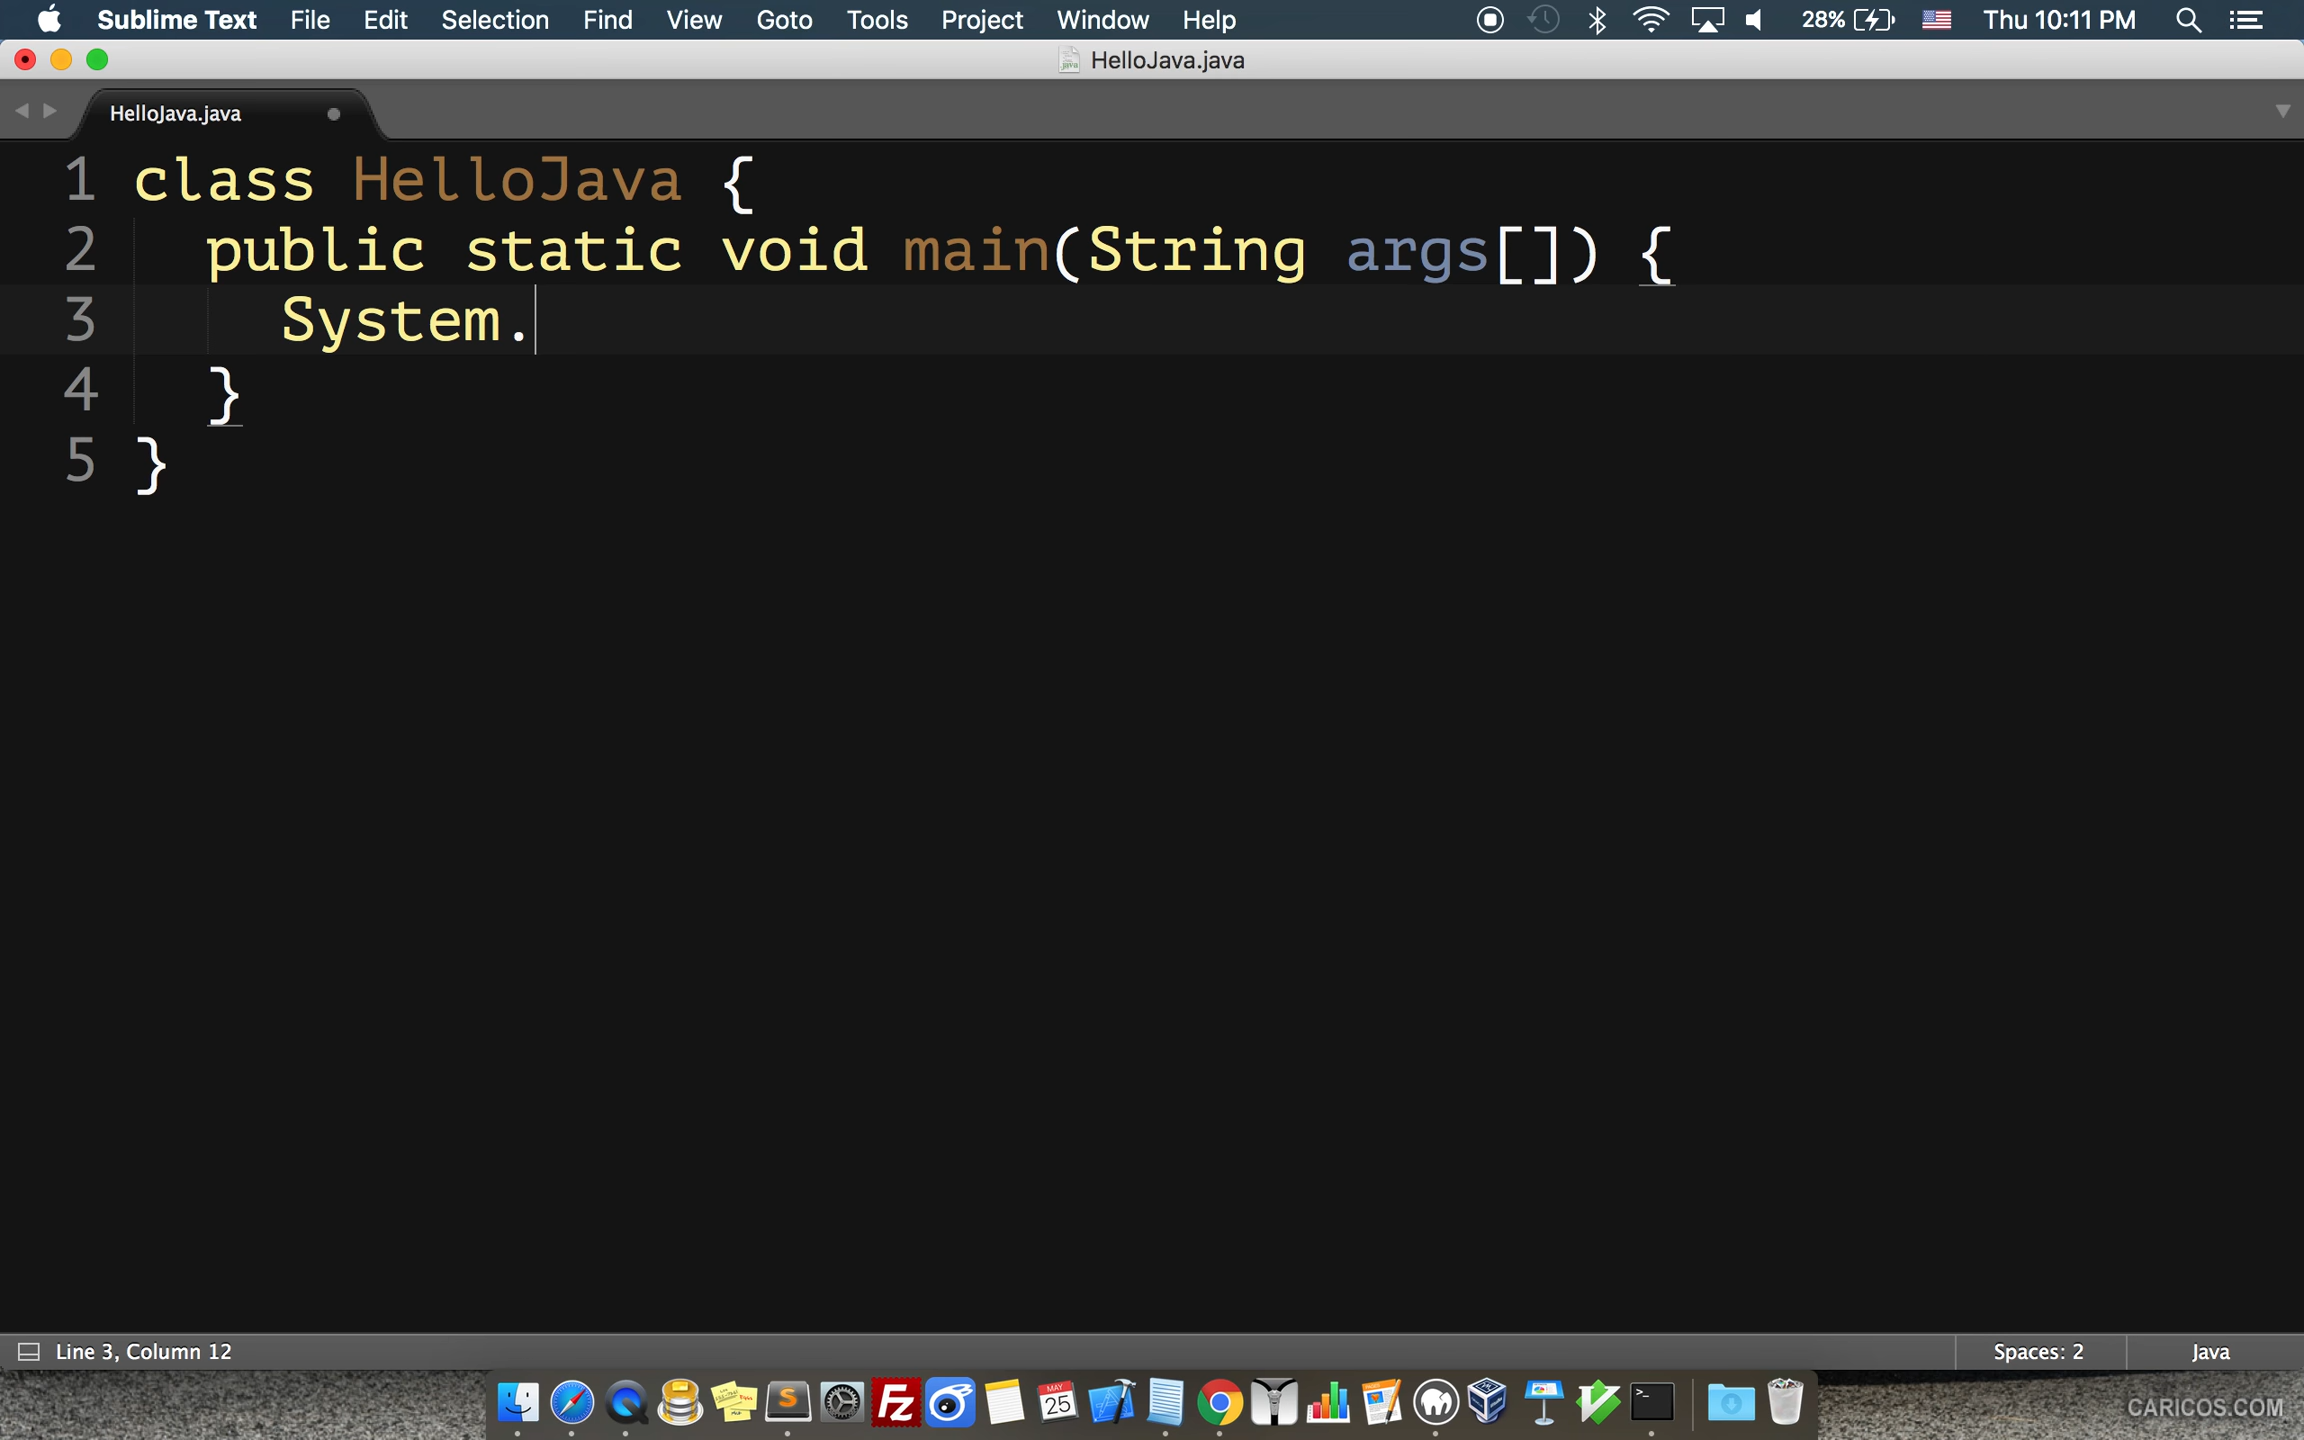 Sublime Text File Edit Selection Find View Goto Tools Project Window Help 28% Thu 10:11 PM
HelloJava.java
HelloJava.java
1 class HelloJava {
2 public static void main(String args[]) {
3 System.
4 }
5 }
Line 3, Column 12 Spaces: 2 Java
MAY
25
CARICOS.COM